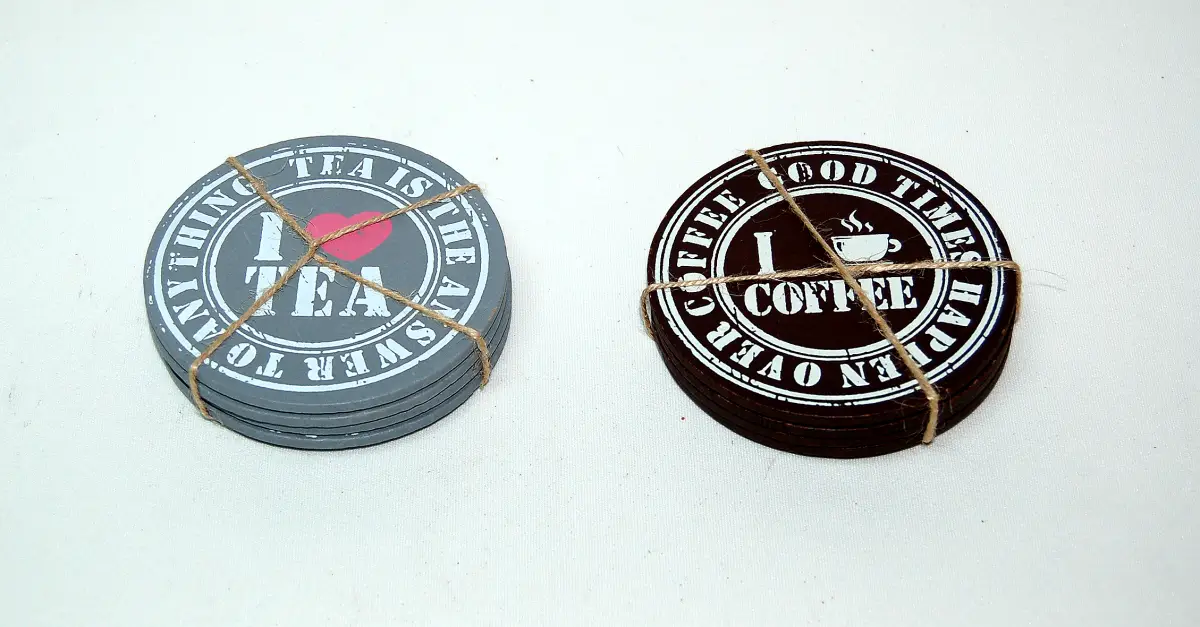 TEA IS THE ANSWER TO ANYTHING
I
TEA
GOOD TIMES HAPPEN OVER COFFEE
I
COFFEE